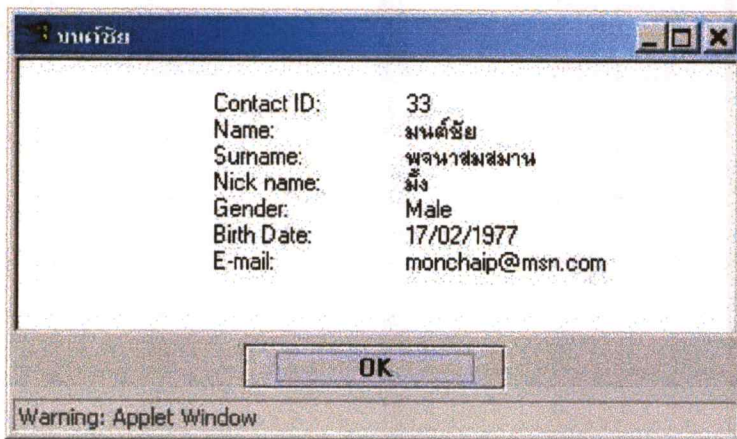 มนต์ชัย
Contact ID: 33
Name: มนต์ชัย
Surname: พจนาสมสมาน
Nick name: มั้ง
Gender: Male
Birth Date: 17/02/1977
E-mail: monchaip@msn.com
OK
Warning: Applet Window